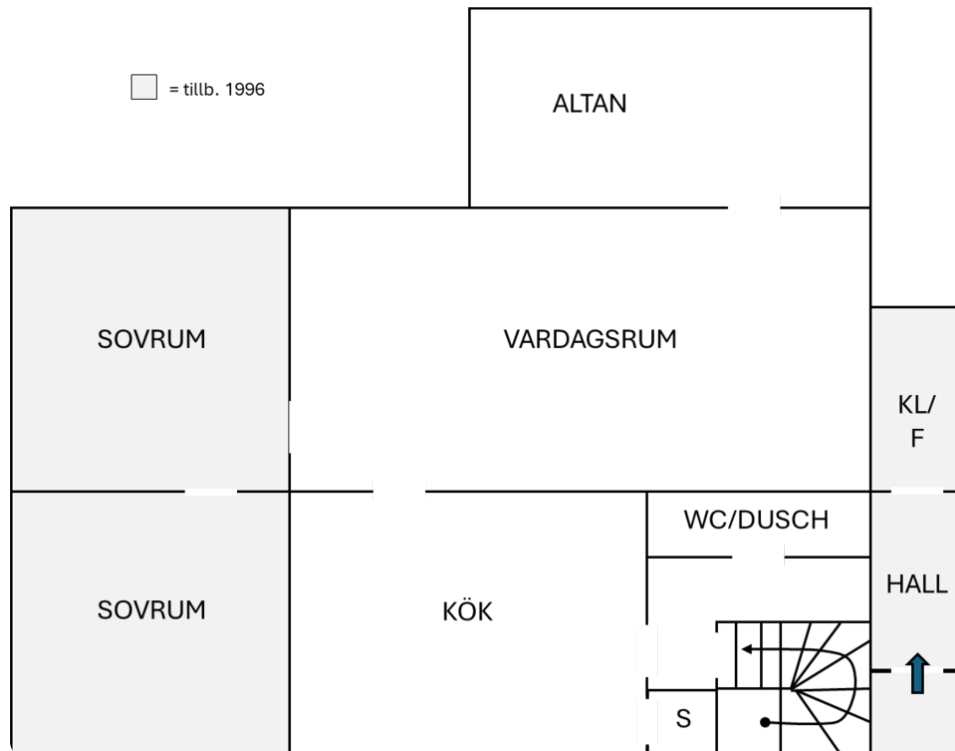 = tillb. 1996
ALTAN
SOVRUM
VARDAGSRUM
KL/
F
WC/DUSCH
HALL
SOVRUM
KÖK
S